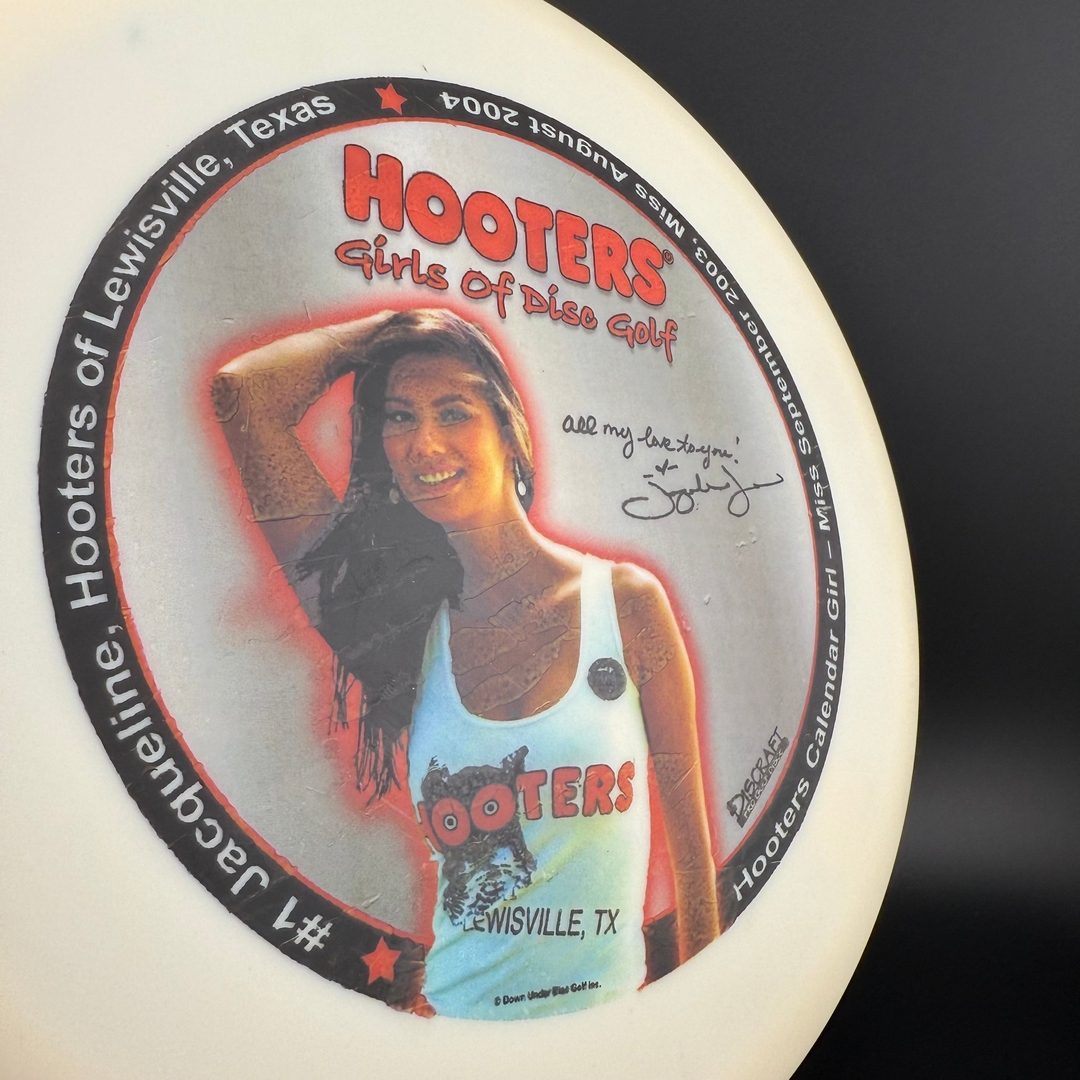 #1 Jacqueline, Hooters of Lewisville, Texas
Hooters Calendar Girl – Miss September 2003, Miss August 2004
HOOTERS®
Girls Of Disc Golf
all my love to you!
DISCRAFT
HOOTERS
LEWISVILLE, TX
© Down Under Disc Golf Inc.